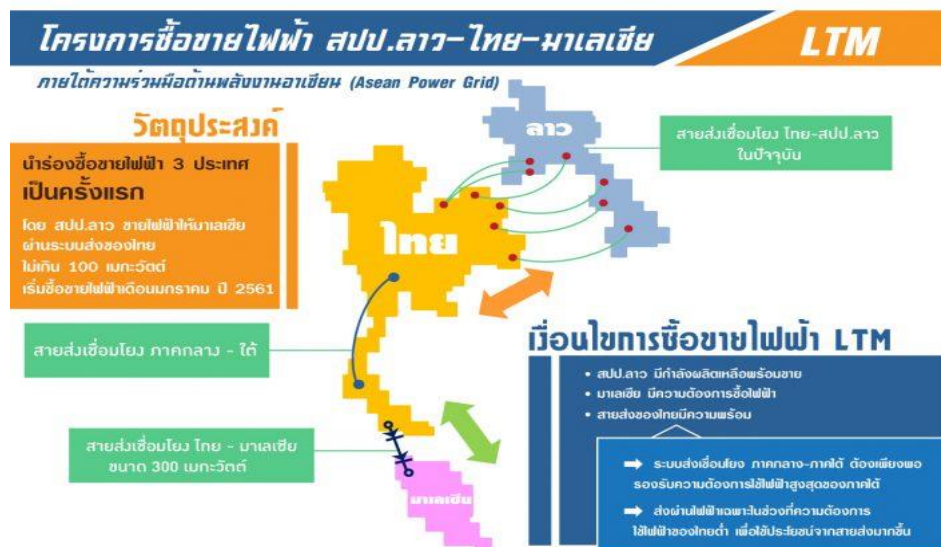 โครงการซื้อขายไฟฟ้า สปป.ลาว-ไทย-มาเลเซีย
LTM
ภายใต้ความร่วมมือด้านพลังงานอาเซียน (Asean Power Grid)
วัตถุประสงค์
นำร่องซื้อขายไฟฟ้า 3 ประเทศ
เป็นครั้งแรก
โดย สปป.ลาว ขายไฟฟ้าให้มาเลเซีย
ผ่านระบบส่งของไทย
ไม่เกิน 100 เมกะวัตต์
เริ่มซื้อขายไฟฟ้าเดือนมกราคม ปี 2561
ลาว
สายส่งเชื่อมโยง ไทย-สปป.ลาว
ในปัจจุบัน
ไทย
สายส่งเชื่อมโยง ภาคกลาง - ใต้
สายส่งเชื่อมโยง ไทย - มาเลเซีย
ขนาด 300 เมกะวัตต์
มาเลเซีย
เงื่อนไขการซื้อขายไฟฟ้า LTM
• สปป.ลาว มีกำลังผลิตเหลือพร้อมขาย
• มาเลเซีย มีความต้องการซื้อไฟฟ้า
• สายส่งของไทยมีความพร้อม
➡ ระบบส่งเชื่อมโยง ภาคกลาง-ภาคใต้ ต้องเพียงพอ
รองรับความต้องการใช้ไฟฟ้าสูงสุดของภาคใต้
➡ ส่งผ่านไฟฟ้าเฉพาะในช่วงที่ความต้องการ
ใช้ไฟฟ้าของไทยต่ำ เพื่อใช้ประโยชน์จากสายส่งมากขึ้น